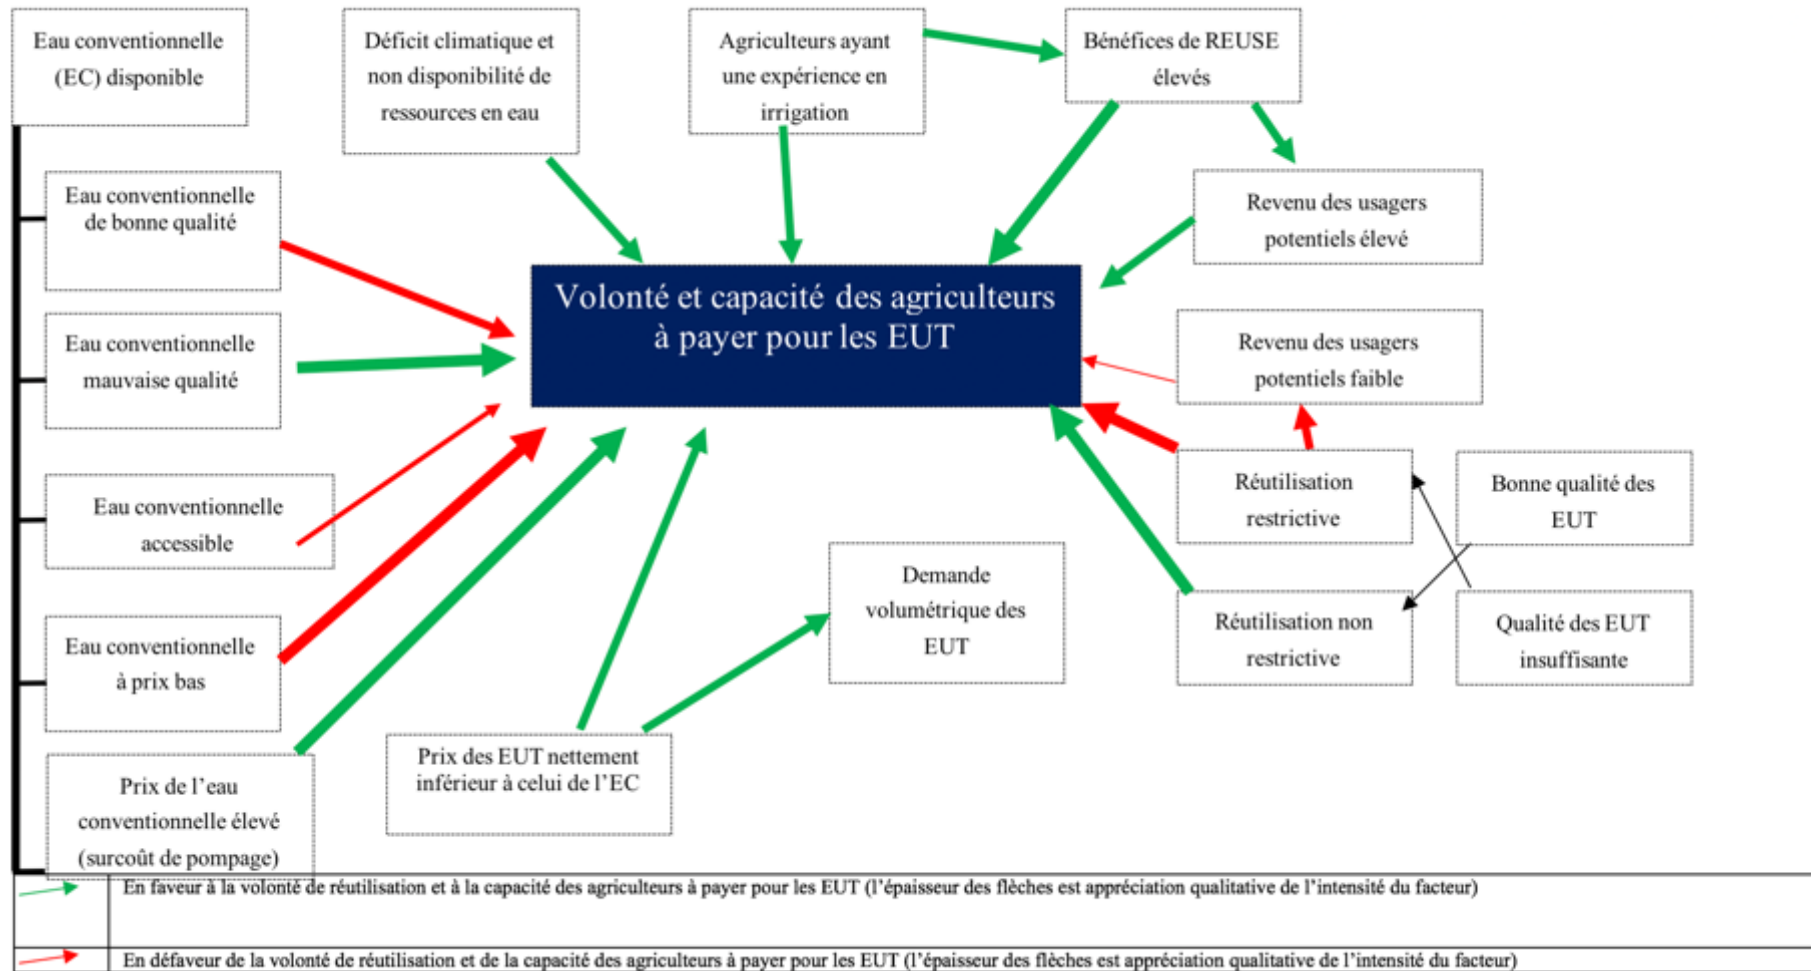 Eau conventionnelle
(EC) disponible
Déficit climatique et
non disponibilité de
ressources en eau
Agriculteurs ayant
une expérience en
irrigation
Bénéfices de REUSE
élevés
Eau conventionnelle
de bonne qualité
Revenu des usagers
potentiels élevé
Volonté et capacité des agriculteurs
à payer pour les EUT
Eau conventionnelle
mauvaise qualité
Revenu des usagers
potentiels faible
Eau conventionnelle
accessible
Réutilisation
restrictive
Bonne qualité des
EUT
Demande
volumétrique des
EUT
Eau conventionnelle
à prix bas
Réutilisation non
restrictive
Qualité des EUT
insuffisante
Prix de l’eau
conventionnelle élevé
(surcoût de pompage)
Prix des EUT nettement
inférieur à celui de l’EC
En faveur à la volonté de réutilisation et à la capacité des agriculteurs à payer pour les EUT (l’épaisseur des flèches est appréciation qualitative de l’intensité du facteur)
En défaveur de la volonté de réutilisation et de la capacité des agriculteurs à payer pour les EUT (l’épaisseur des flèches est appréciation qualitative de l’intensité du facteur)